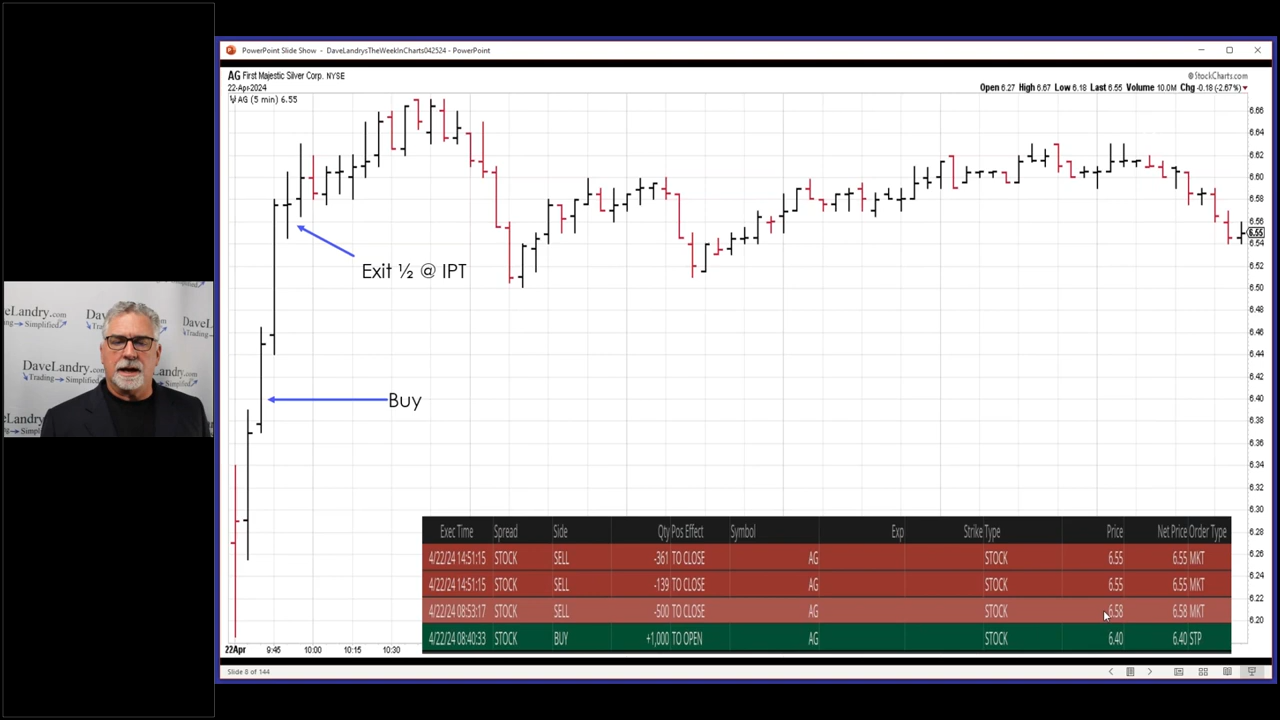 PowerPoint Slide Show - DaveLandrysTheWeekInCharts042524 - PowerPoint
AG First Majestic Silver Corp. NYSE
© StockCharts.com
22-Apr-2024
Open 6.27 High 6.67 Low 6.18 Last 6.55 Volume 10.0M Chg -0.18 (-2.67%)
AG (5 min) 6.55
6.66
6.64
6.62
6.60
6.58
6.56
6.55
6.54
6.52
6.50
6.48
6.46
6.44
6.42
6.40
6.38
6.36
6.34
6.32
6.30
6.28
6.26
6.24
6.22
6.20
Exit ½ @ IPT
Buy
Exec Time Spread Side Qty Pos Effect Symbol Exp Strike Type Price Net Price Order Type
4/22/24 14:51:15 STOCK SELL -361 TO CLOSE AG STOCK 6.55 6.55 MKT
4/22/24 14:51:15 STOCK SELL -139 TO CLOSE AG STOCK 6.55 6.55 MKT
4/22/24 08:53:17 STOCK SELL -500 TO CLOSE AG STOCK 6.58 6.58 MKT
4/22/24 08:40:33 STOCK BUY +1,000 TO OPEN AG STOCK 6.40 6.40 STP
22Apr 9:45 10:00 10:15 10:30
Slide 8 of 144
DaveLandry.com
Trading Simplified